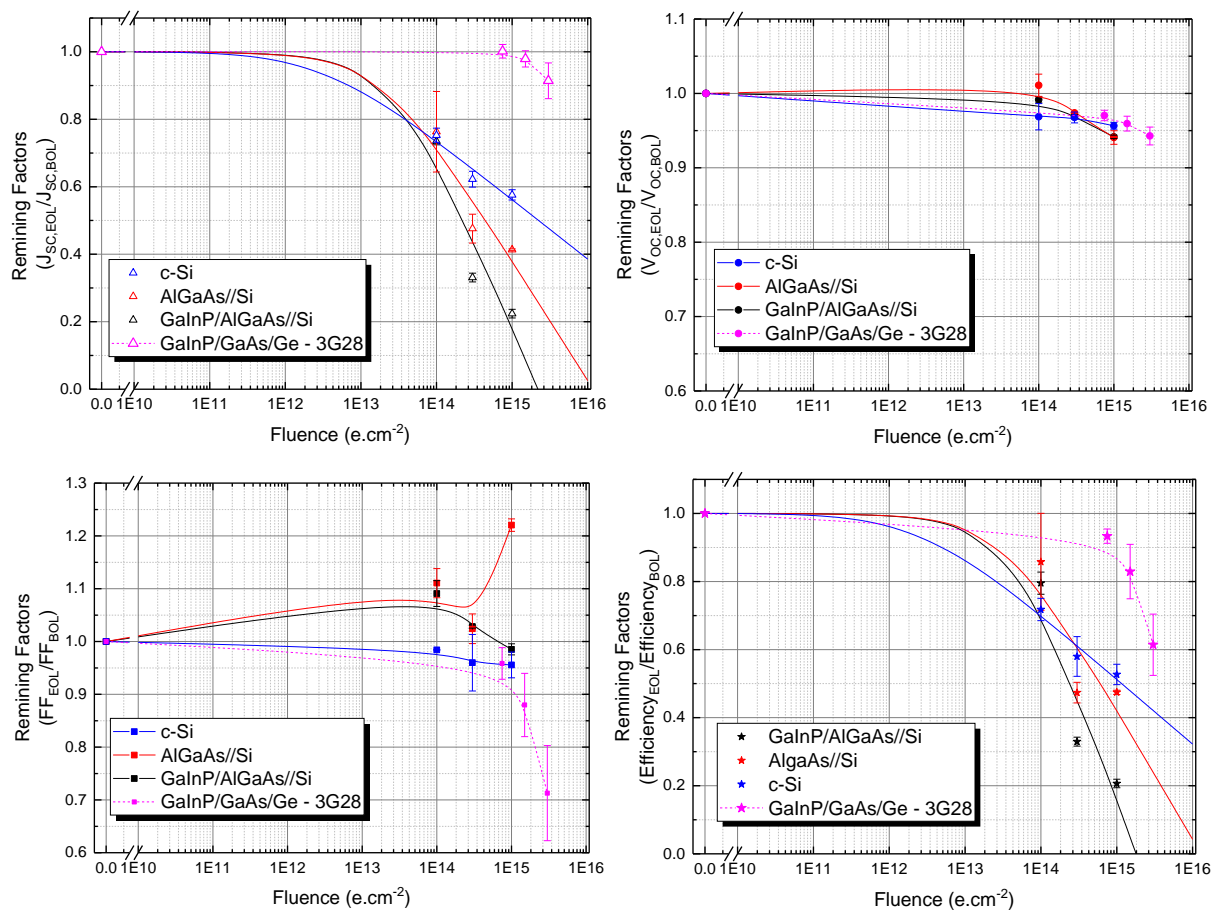 1.0
0.8
0.6
0.4
0.2
0.0
Remining Factors
(J_SC,EOL/J_SC,BOL)
c-Si
AlGaAs//Si
GaInP/AlGaAs//Si
GaInP/GaAs/Ge - 3G28
0.0 1E10 1E11 1E12 1E13 1E14 1E15 1E16
Fluence (e.cm-2)
1.1
1.0
0.9
0.8
0.7
0.6
Remining Factors
(V_OC,EOL/V_OC,BOL)
c-Si
AlGaAs//Si
GaInP/AlGaAs//Si
GaInP/GaAs/Ge - 3G28
0.0 1E10 1E11 1E12 1E13 1E14 1E15 1E16
Fluence (e.cm-2)
1.3
1.2
1.1
1.0
0.9
0.8
0.7
0.6
Remining Factors
(FF_EOL/FF_BOL)
c-Si
AlGaAs//Si
GaInP/AlGaAs//Si
GaInP/GaAs/Ge - 3G28
0.0 1E10 1E11 1E12 1E13 1E14 1E15 1E16
Fluence (e.cm-2)
1.0
0.8
0.6
0.4
0.2
0.0
Remining Factors
(Efficiency_EOL/Efficiency_BOL)
GaInP/AlGaAs//Si
AlgaAs//Si
c-Si
GaInP/GaAs/Ge - 3G28
0.0 1E10 1E11 1E12 1E13 1E14 1E15 1E16
Fluence (e.cm-2)